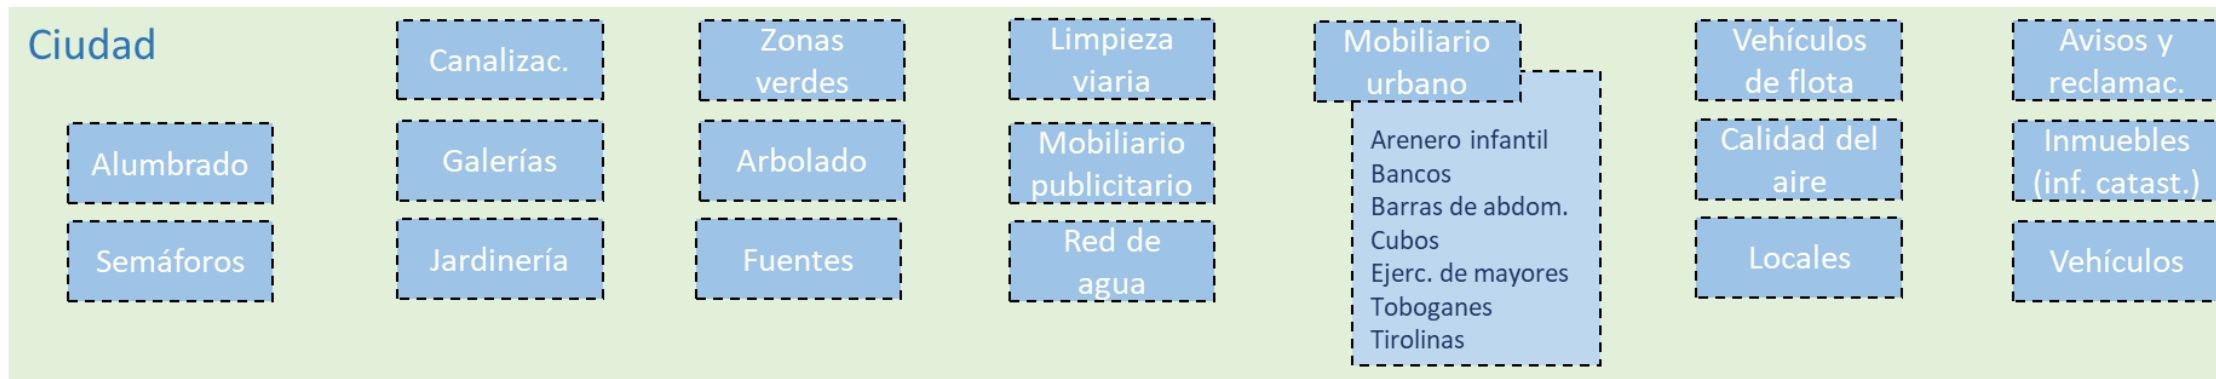 Ciudad
Alumbrado
Semáforos
Canalizac.
Galerías
Jardinería
Zonas
verdes
Arbolado
Fuentes
Limpieza
viaria
Mobiliario
publicitario
Red de
agua
Mobiliario
urbano
Arenero infantil
Bancos
Barras de abdom.
Cubos
Ejerc. de mayores
Toboganes
Tirolinas
Vehículos
de flota
Calidad del
aire
Locales
Avisos y
reclamac.
Inmuebles
(inf. catast.)
Vehículos